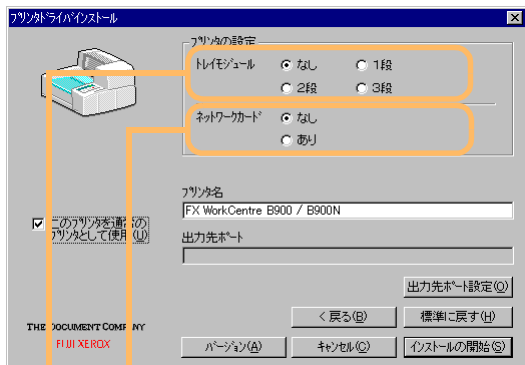 プリンタドライバインストール
プリンタの設定
トレイモジュール なし 1段
2段 3段
ネットワークカード なし
あり
プリンタ名
FX WorkCentre B900 / B900N
このプリンタを通常の
プリンタとして使用(U)
出力先ポート
出力先ポート設定(O)
< 戻る(B) 標準に戻す(H)
THE DOCUMENT COMPANY
FUJI XEROX
バージョン(A) キャンセル(C) インストールの開始(S)